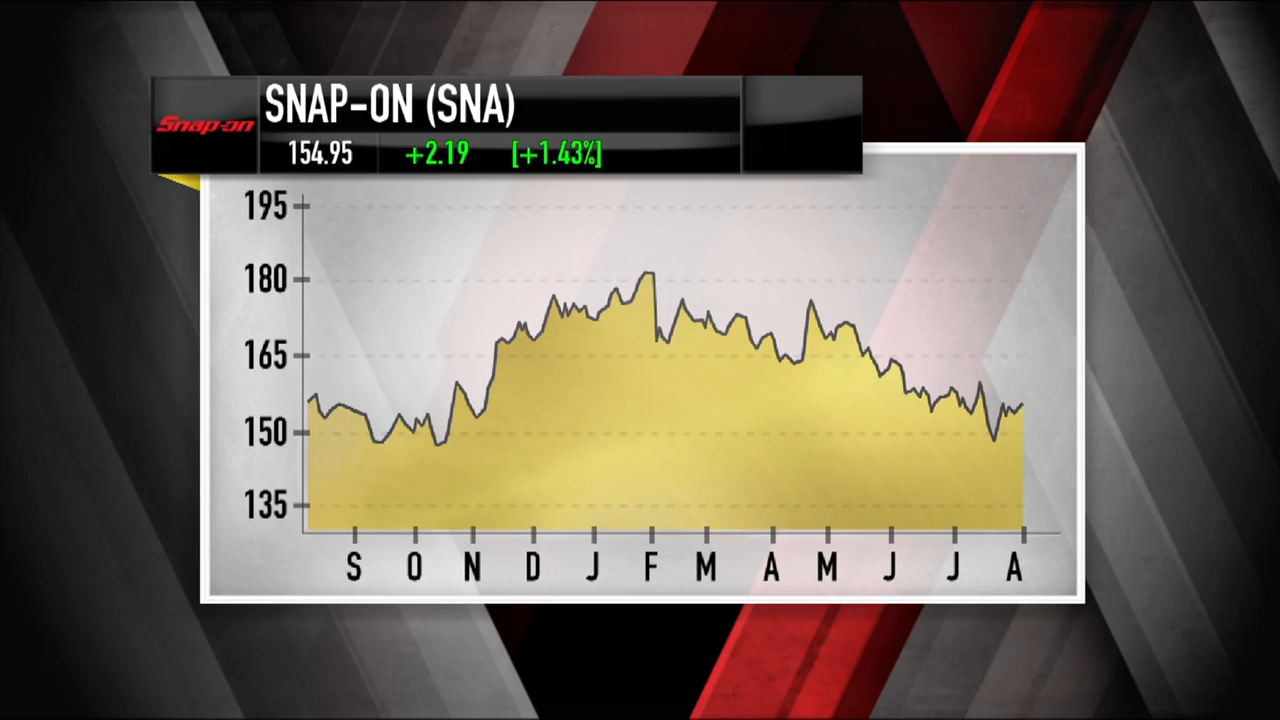 Snap-on
SNAP-ON (SNA)
154.95 +2.19 [+1.43%]
195
180
165
150
135
S O N D J F M A M J J A